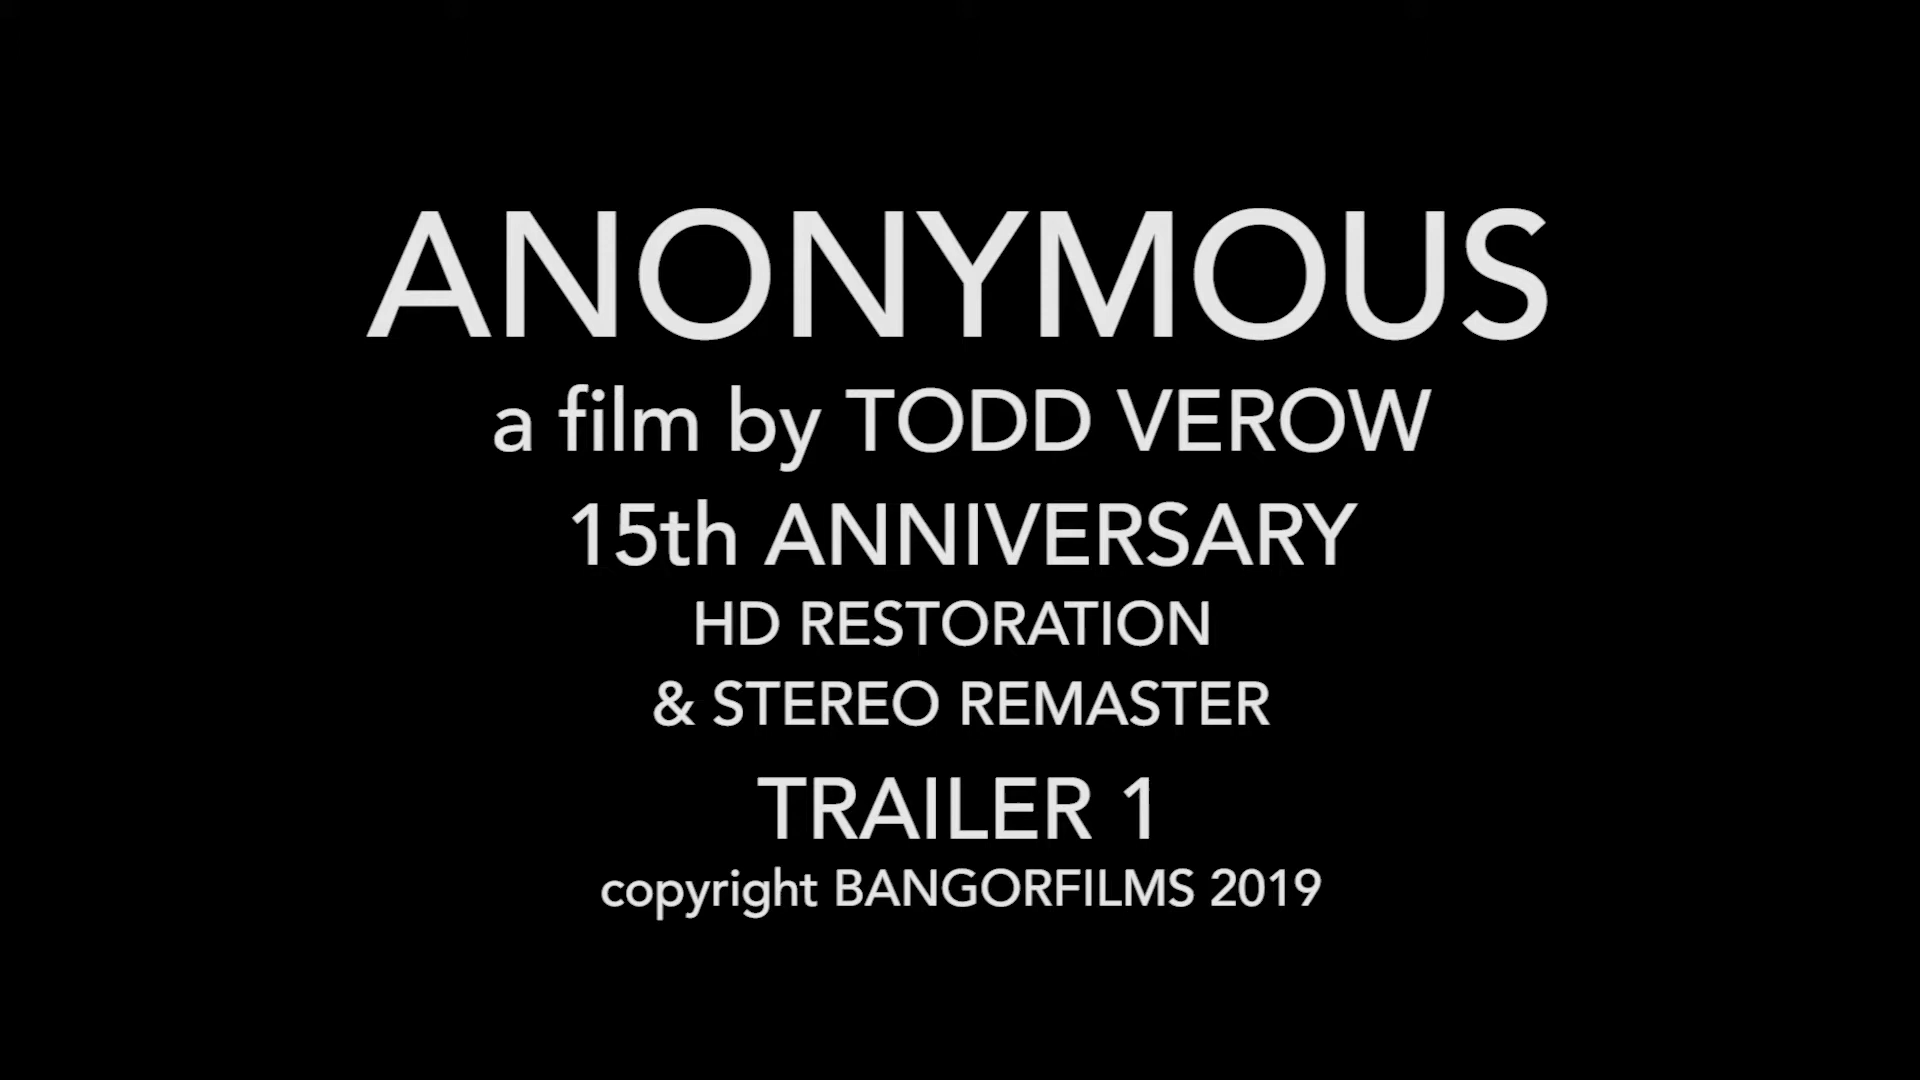 ANONYMOUS
a film by TODD VEROW
15th ANNIVERSARY
HD RESTORATION
& STEREO REMASTER
TRAILER 1
copyright BANGORFILMS 2019